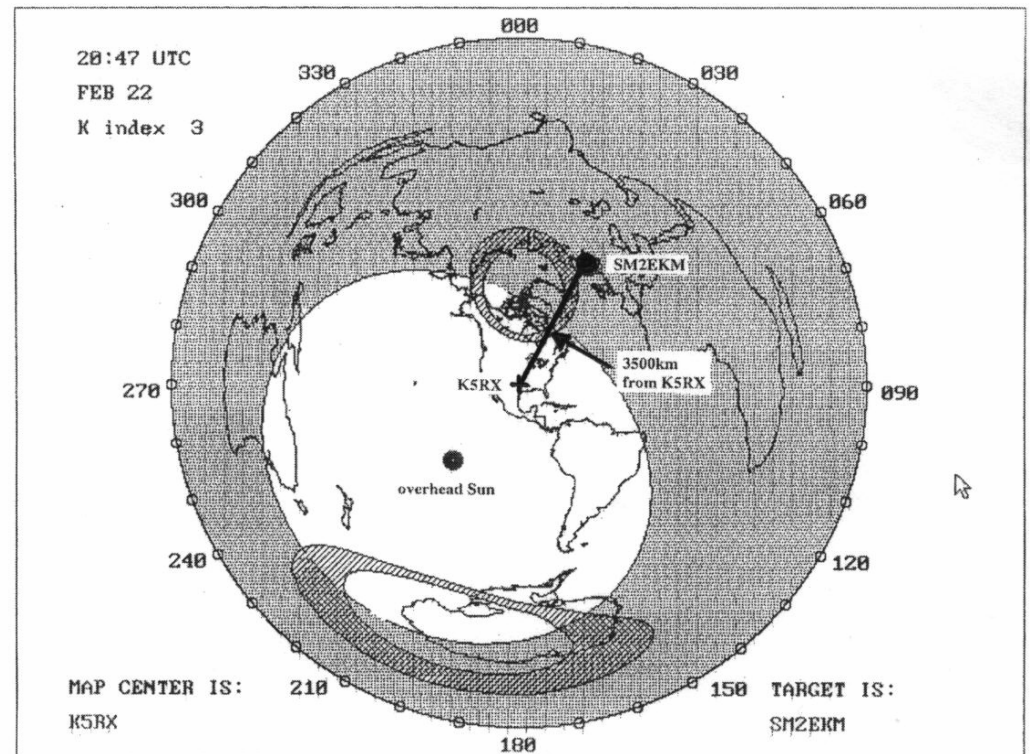 000
20:47 UTC
FEB 22
K index 3
330
030
300
060
SM2EKM
3500km
from K5RX
K5RX
270
090
overhead Sun
240
120
MAP CENTER IS:
210
150
TARGET IS:
K5RX
SM2EKM
180